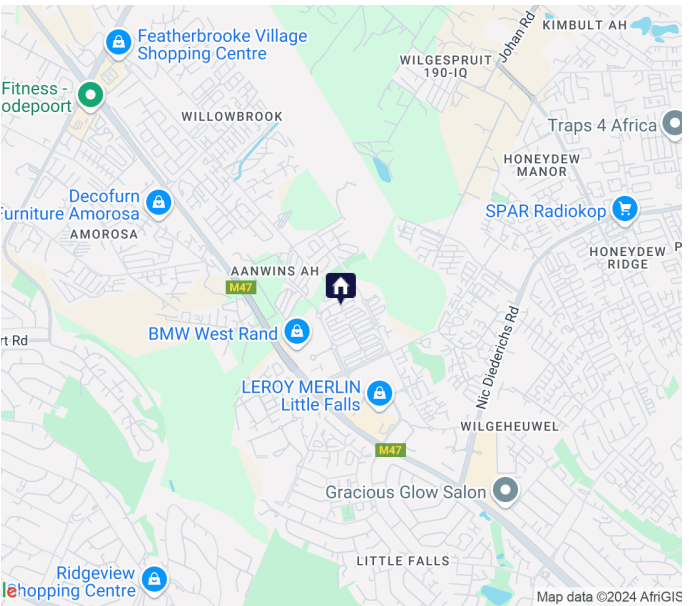 KIMBULT AH
Johan Rd
Featherbrooke Village
Shopping Centre
WILGESPRUIT
190-IQ
Fitness -
odepoort
WILLOWBROOK
Traps 4 Africa
HONEYDEW
MANOR
Decofurn
Furniture Amorosa
AMOROSA
SPAR Radiokop
HONEYDEW
RIDGE
P
AANWINS AH
M47
BMW West Rand
rt Rd
Nic Diederichs Rd
LEROY MERLIN
Little Falls
WILGEHEUWEL
M47
Gracious Glow Salon
LITTLE FALLS
Ridgeview
Shopping Centre
le
Map data ©2024 AfriGIS